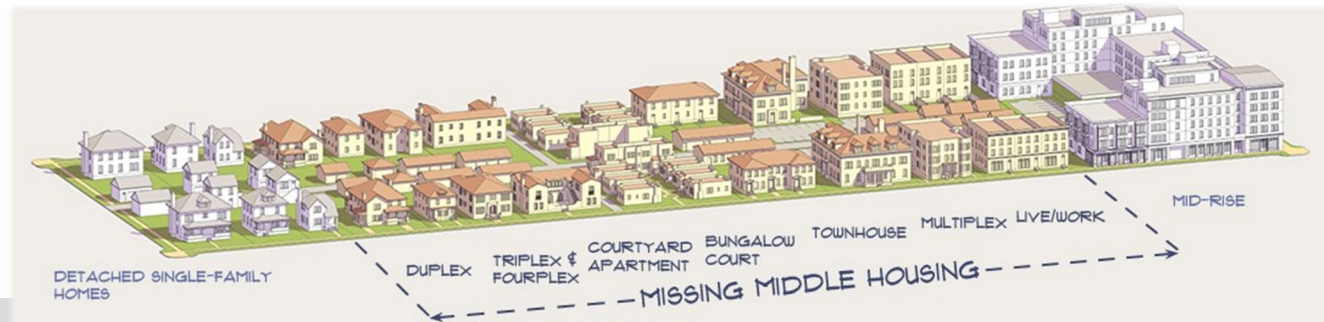 DETACHED SINGLE-FAMILY
HOMES
DUPLEX
TRIPLEX &
FOURPLEX
COURTYARD
APARTMENT
BUNGALOW
COURT
TOWNHOUSE
MULTIPLEX
LIVE/WORK
MID-RISE
MISSING MIDDLE HOUSING